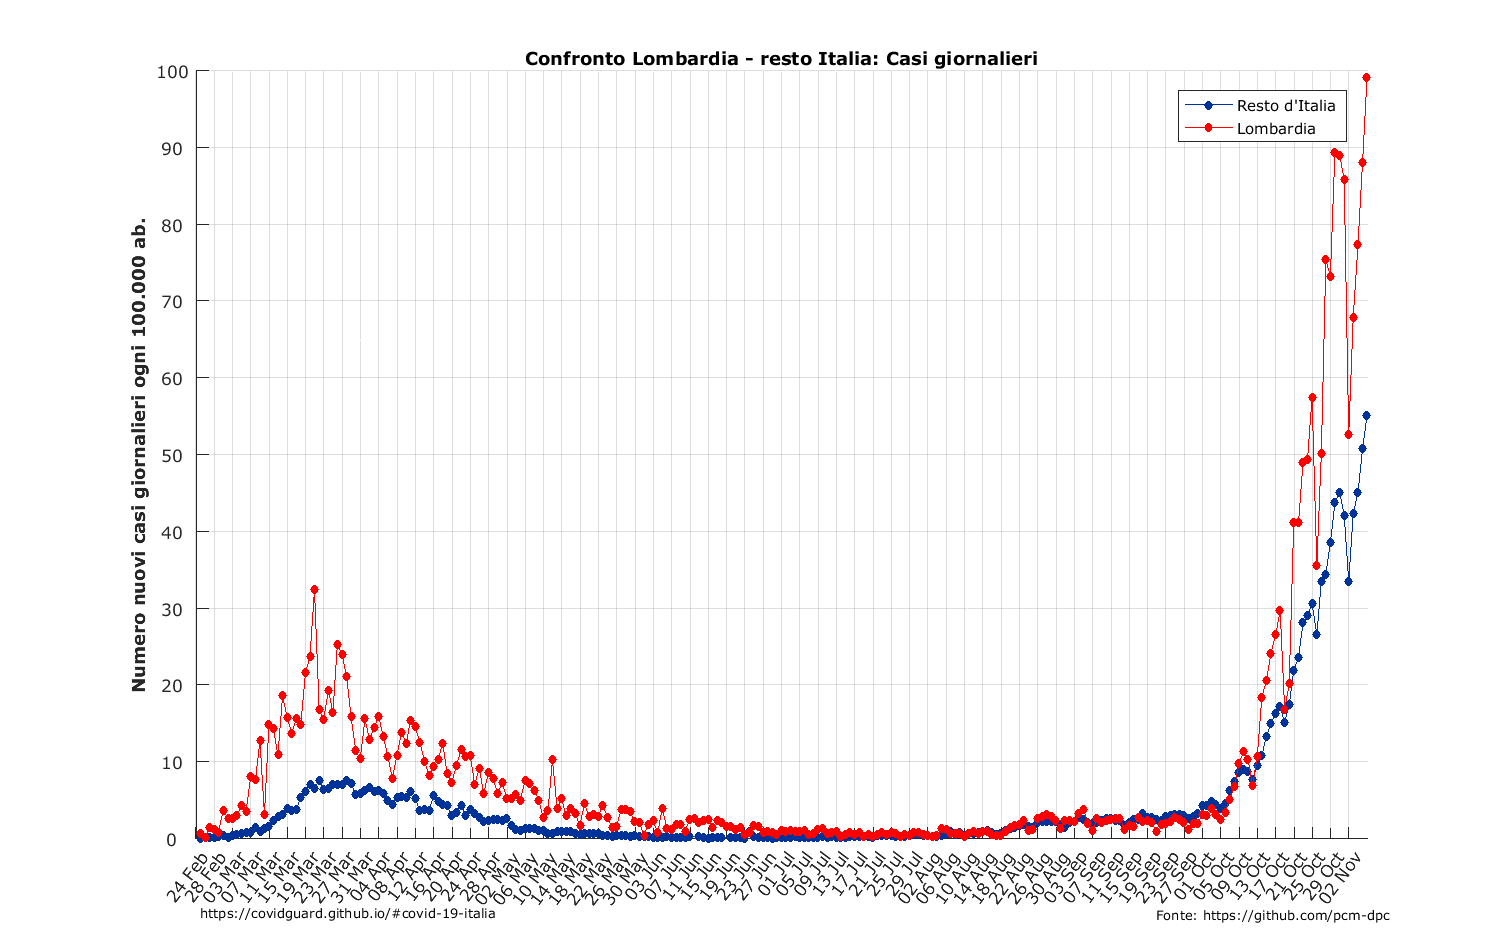 Confronto Lombardia - resto Italia: Casi giornalieri
Numero nuovi casi giornalieri ogni 100.000 ab.
100
90
80
70
60
50
40
30
20
10
0
Resto d'Italia
Lombardia
24 Feb
28 Feb
03 Mar
07 Mar
11 Mar
15 Mar
19 Mar
23 Mar
27 Mar
31 Mar
04 Apr
08 Apr
12 Apr
16 Apr
20 Apr
24 Apr
28 Apr
02 May
06 May
10 May
14 May
18 May
22 May
26 May
30 May
03 Jun
07 Jun
11 Jun
15 Jun
19 Jun
23 Jun
27 Jun
01 Jul
05 Jul
09 Jul
13 Jul
17 Jul
21 Jul
25 Jul
29 Jul
02 Aug
06 Aug
10 Aug
14 Aug
18 Aug
22 Aug
26 Aug
30 Aug
03 Sep
07 Sep
11 Sep
15 Sep
19 Sep
23 Sep
27 Sep
01 Oct
05 Oct
09 Oct
13 Oct
17 Oct
21 Oct
25 Oct
29 Oct
02 Nov
https://covidguard.github.io/#covid-19-italia
Fonte: https://github.com/pcm-dpc